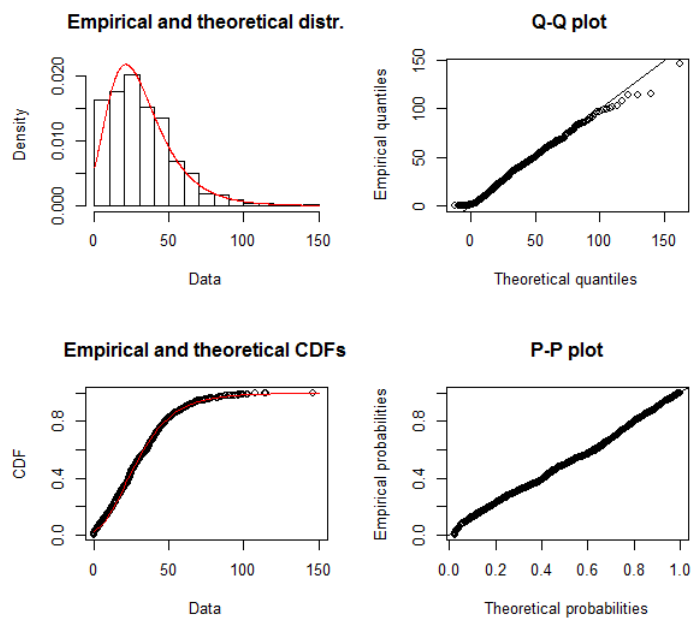 Empirical and theoretical distr.
Density
0.000
0.010
0.020
0
50
100
150
Data
Q-Q plot
Empirical quantiles
0
50
100
150
0
50
100
150
Theoretical quantiles
Empirical and theoretical CDFs
CDF
0.0
0.4
0.8
0
50
100
150
Data
P-P plot
Empirical probabilities
0.0
0.4
0.8
0.0
0.2
0.4
0.6
0.8
1.0
Theoretical probabilities